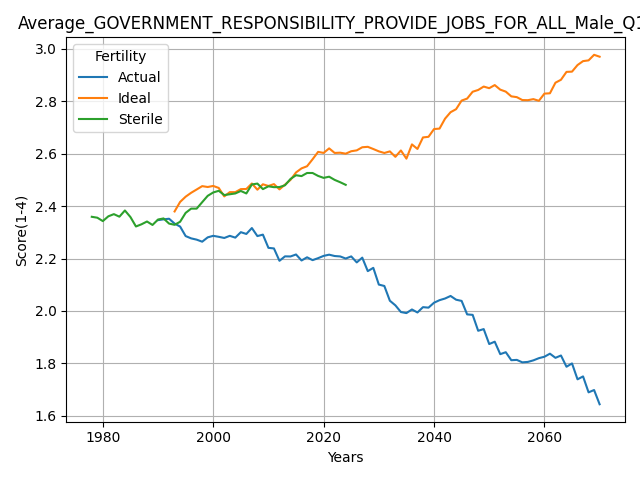 Average_GOVERNMENT_RESPONSIBILITY_PROVIDE_JOBS_FOR_ALL_Male_Q1
Fertility
Actual
Ideal
Sterile
Score(1-4)
3.0
2.8
2.6
2.4
2.2
2.0
1.8
1.6
1980 2000 2020 2040 2060
Years